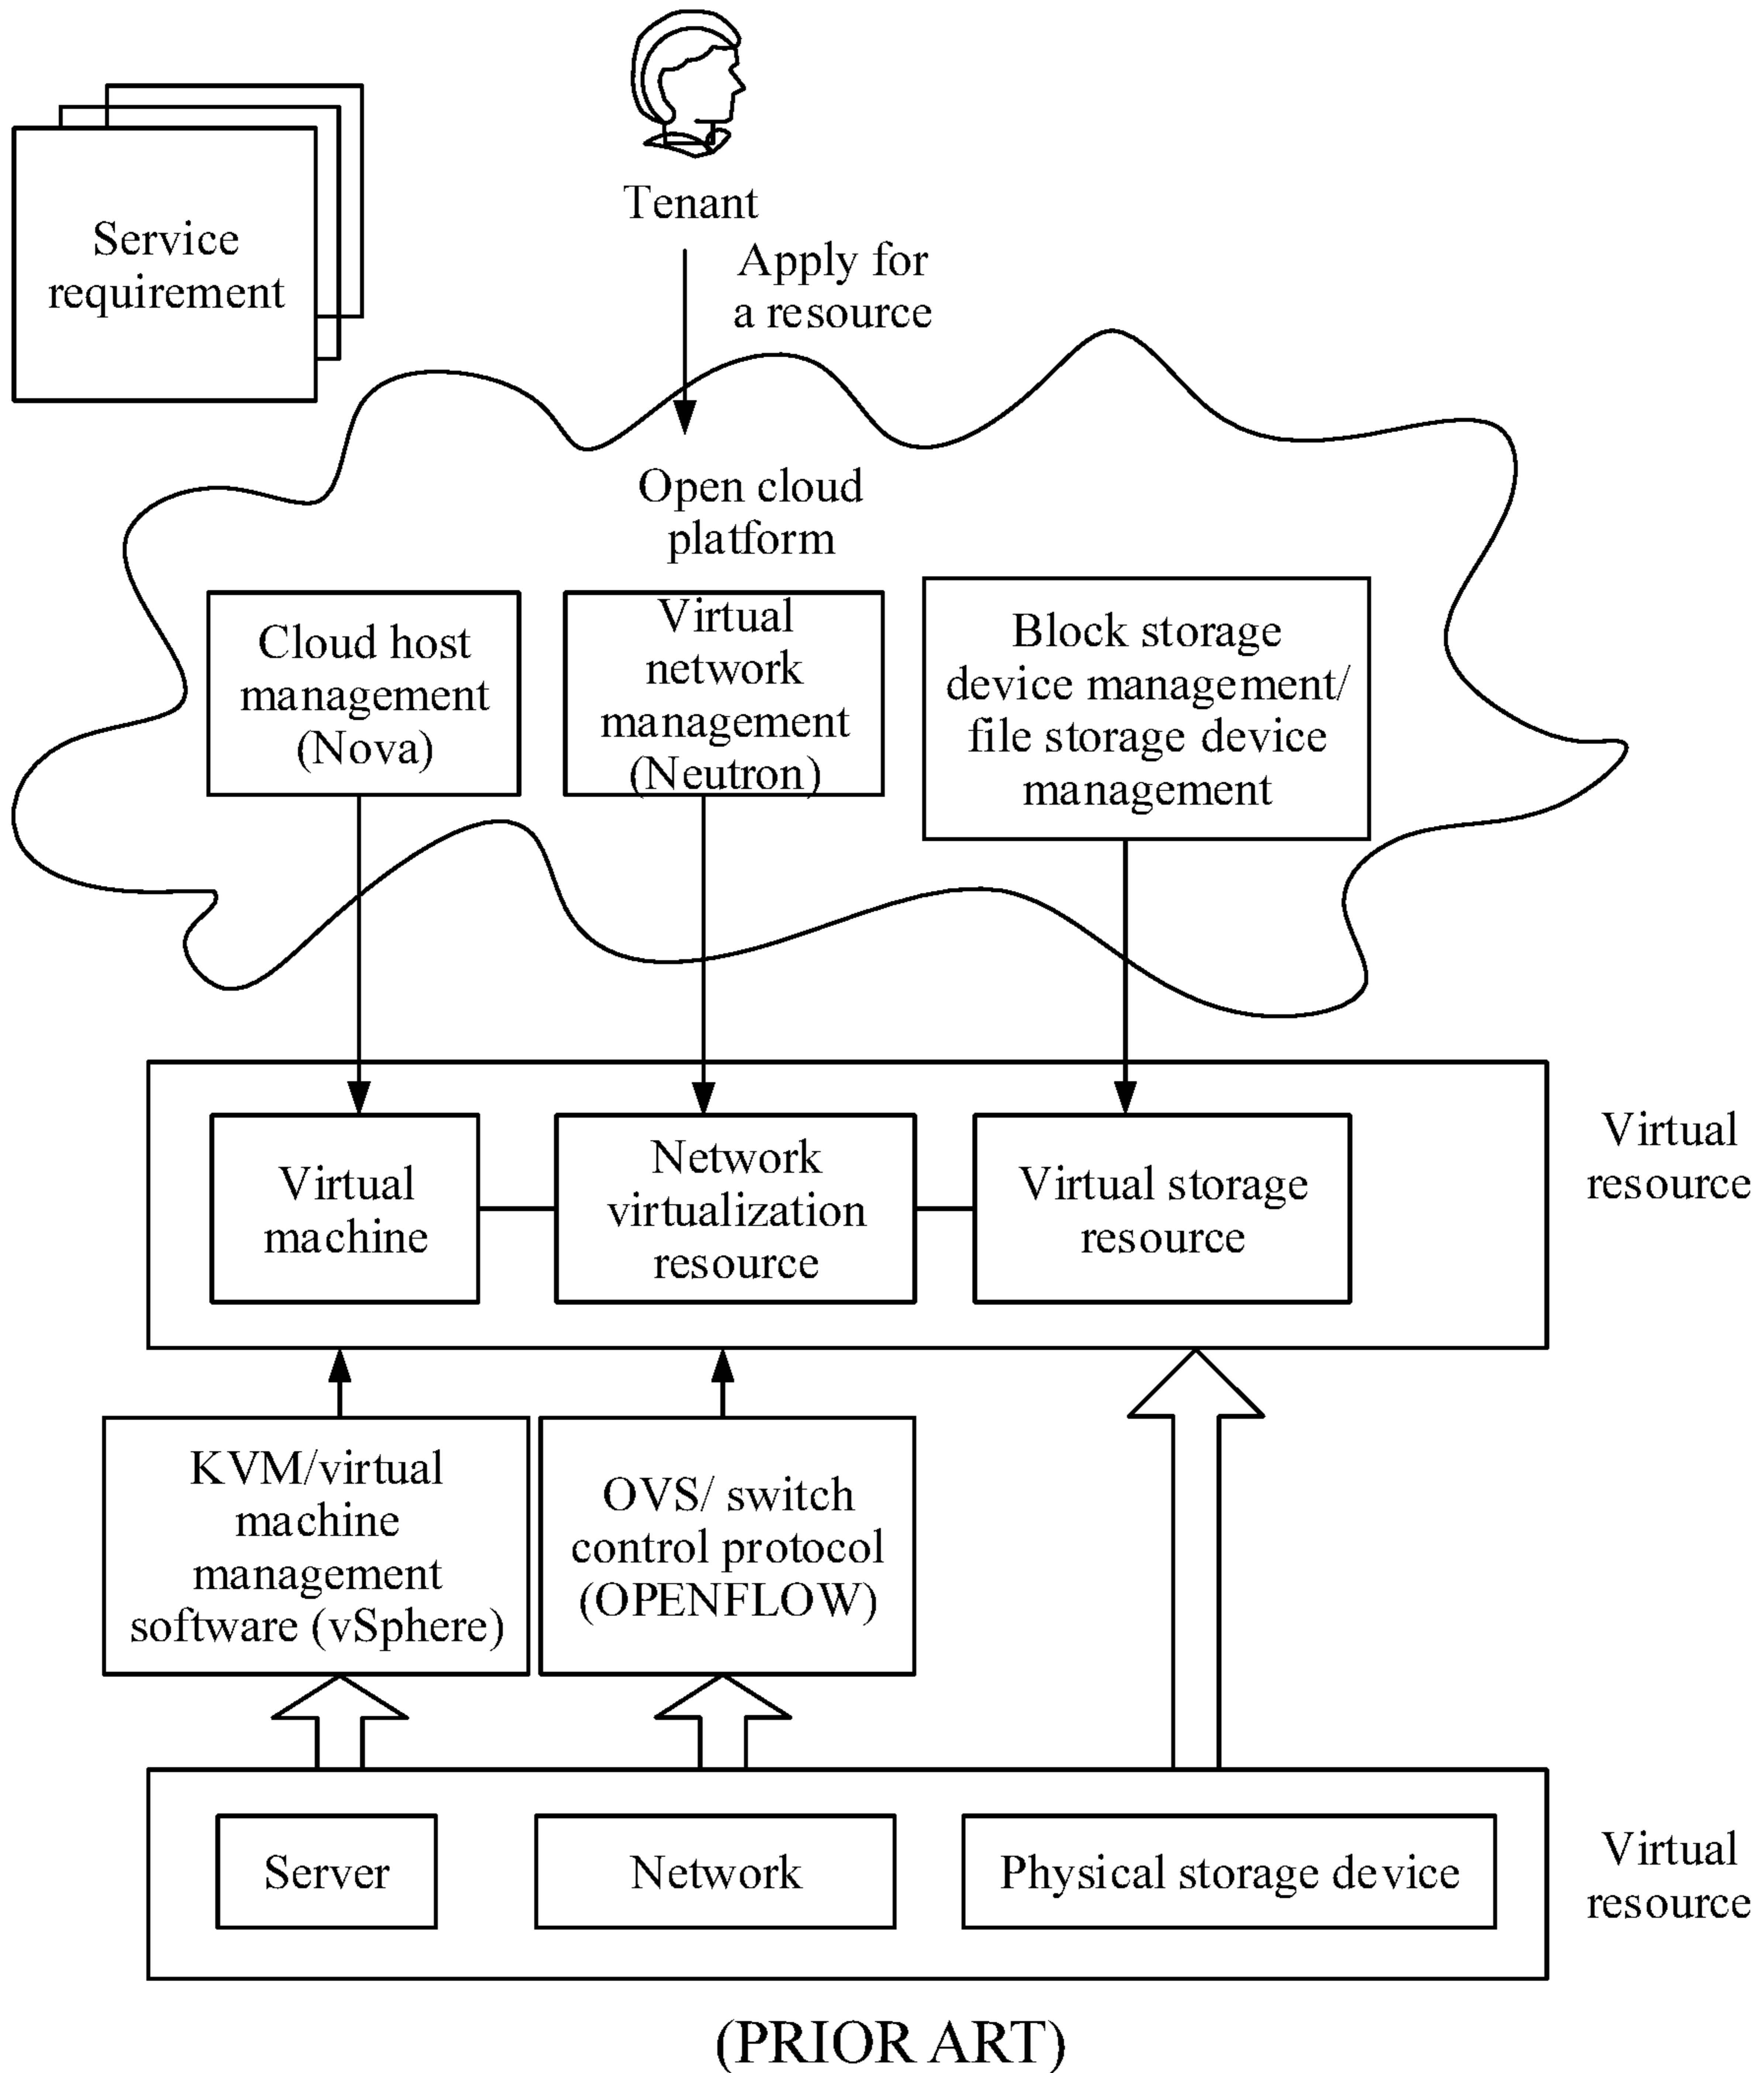 Service
requirement
Tenant
Apply for
a resource
Open cloud
platform
Cloud host
management
(Nova)
Virtual
network
management
(Neutron)
Block storage
device management/
file storage device
management
Virtual
machine
Network
virtualization
resource
Virtual storage
resource
Virtual
resource
KVM/virtual
machine
management
software (vSphere)
OVS/ switch
control protocol
(OPENFLOW)
Server
Network
Physical storage device
Virtual
resource
(PRIOR ART)